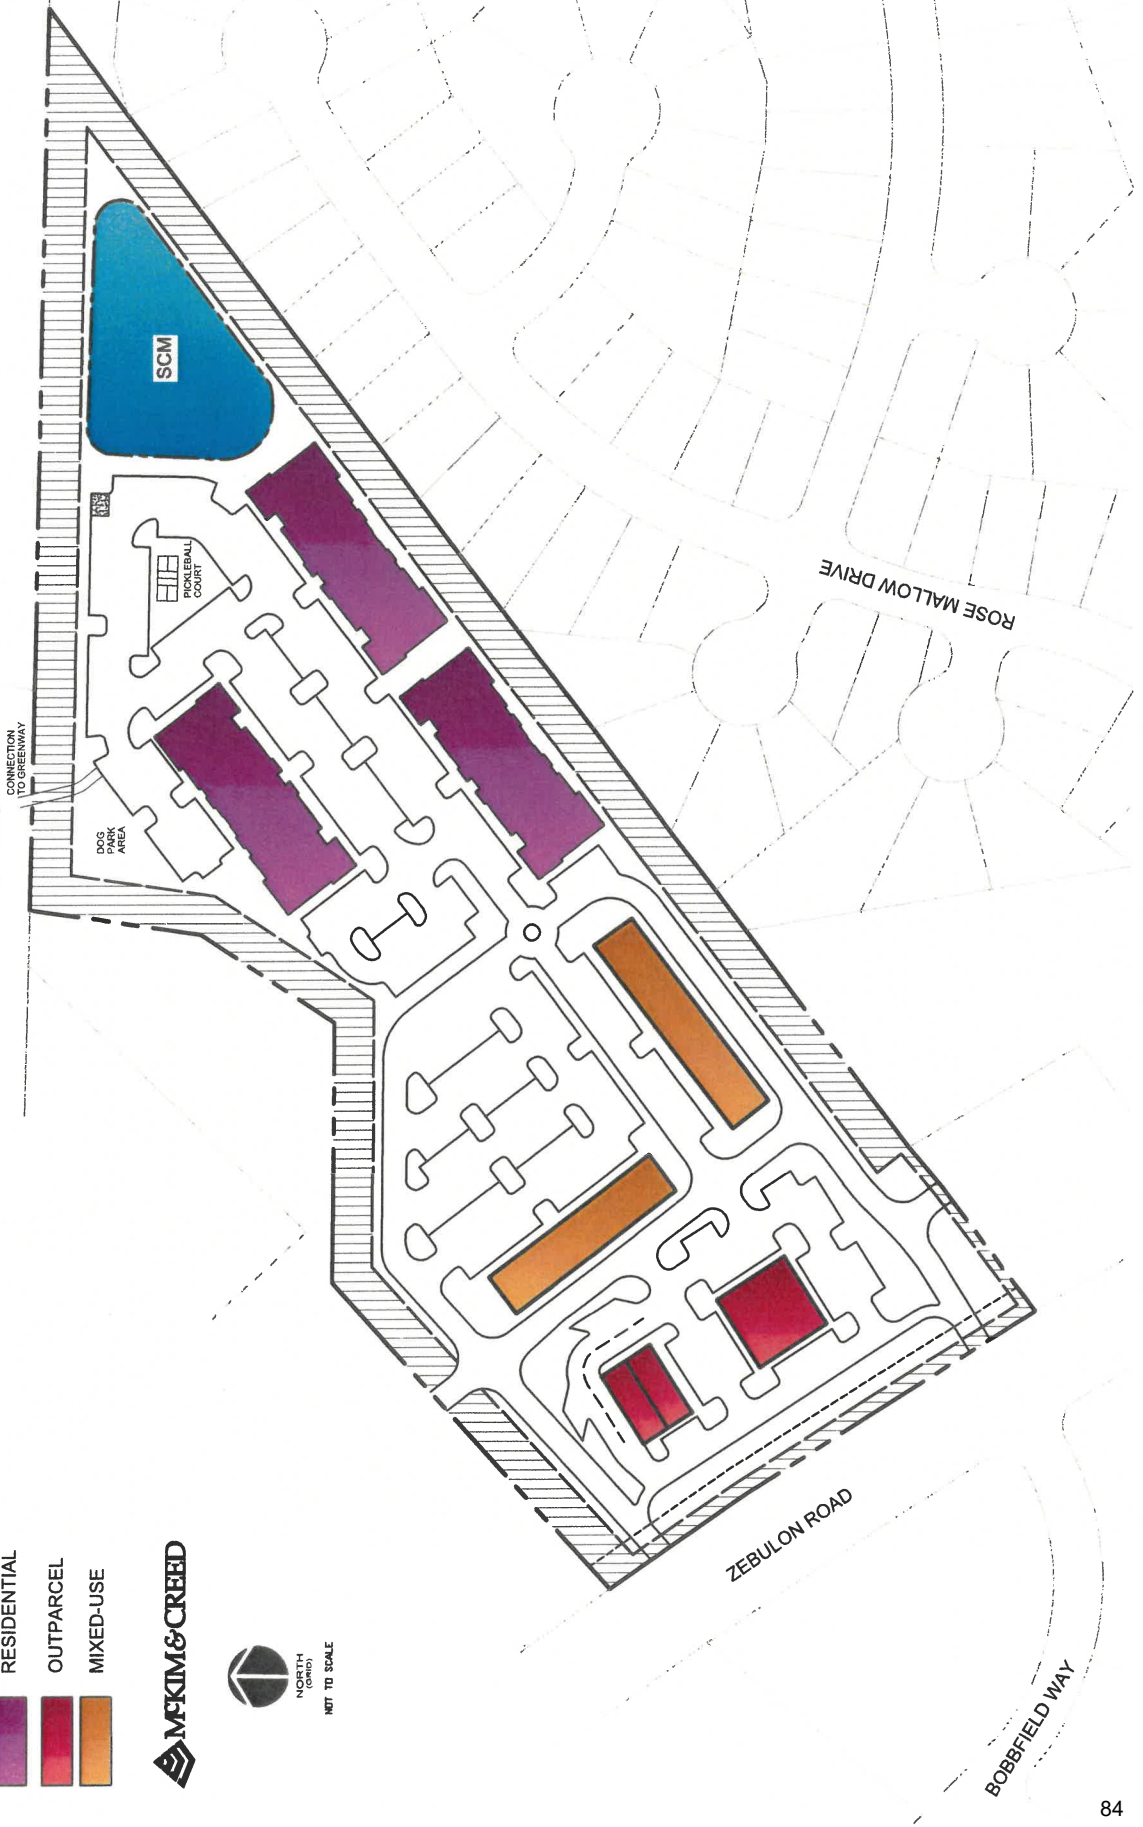 CONNECTION
TO GREENWAY
SCM
PICKLEBALL
COURT
DOG
PARK
AREA
ROSE MALLOW DRIVE
ZEBULON ROAD
BOBBFIELD WAY
RESIDENTIAL
OUTPARCEL
MIXED-USE
McKIM&CREED
NORTH
(GRID)
NOT TO SCALE
84